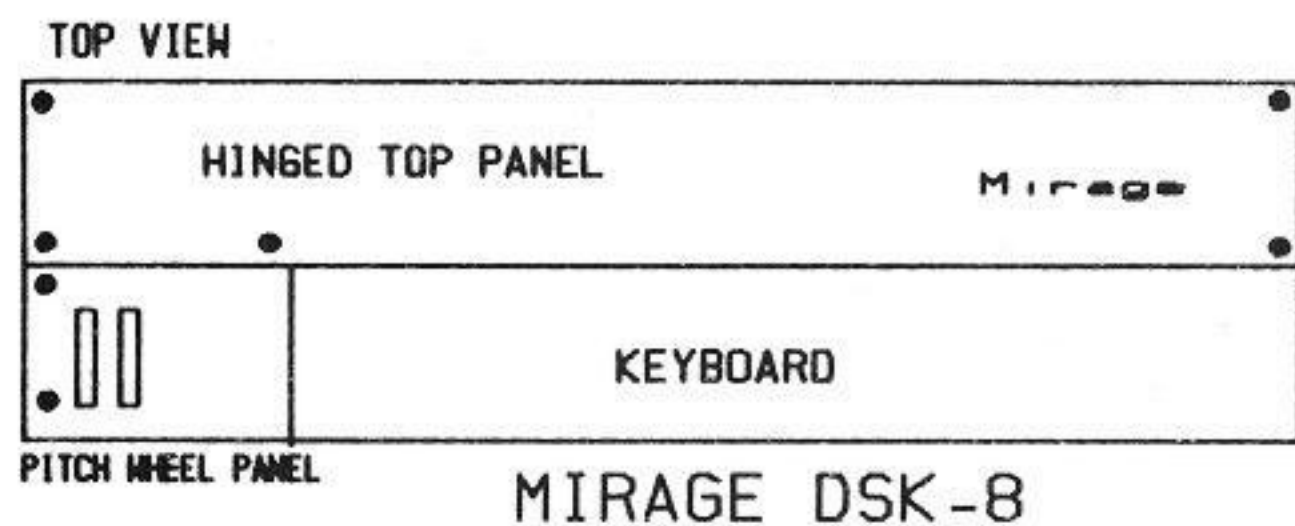 TOP VIEW
HINGED TOP PANEL
Mirage
KEYBOARD
PITCH WHEEL PANEL
MIRAGE DSK-8